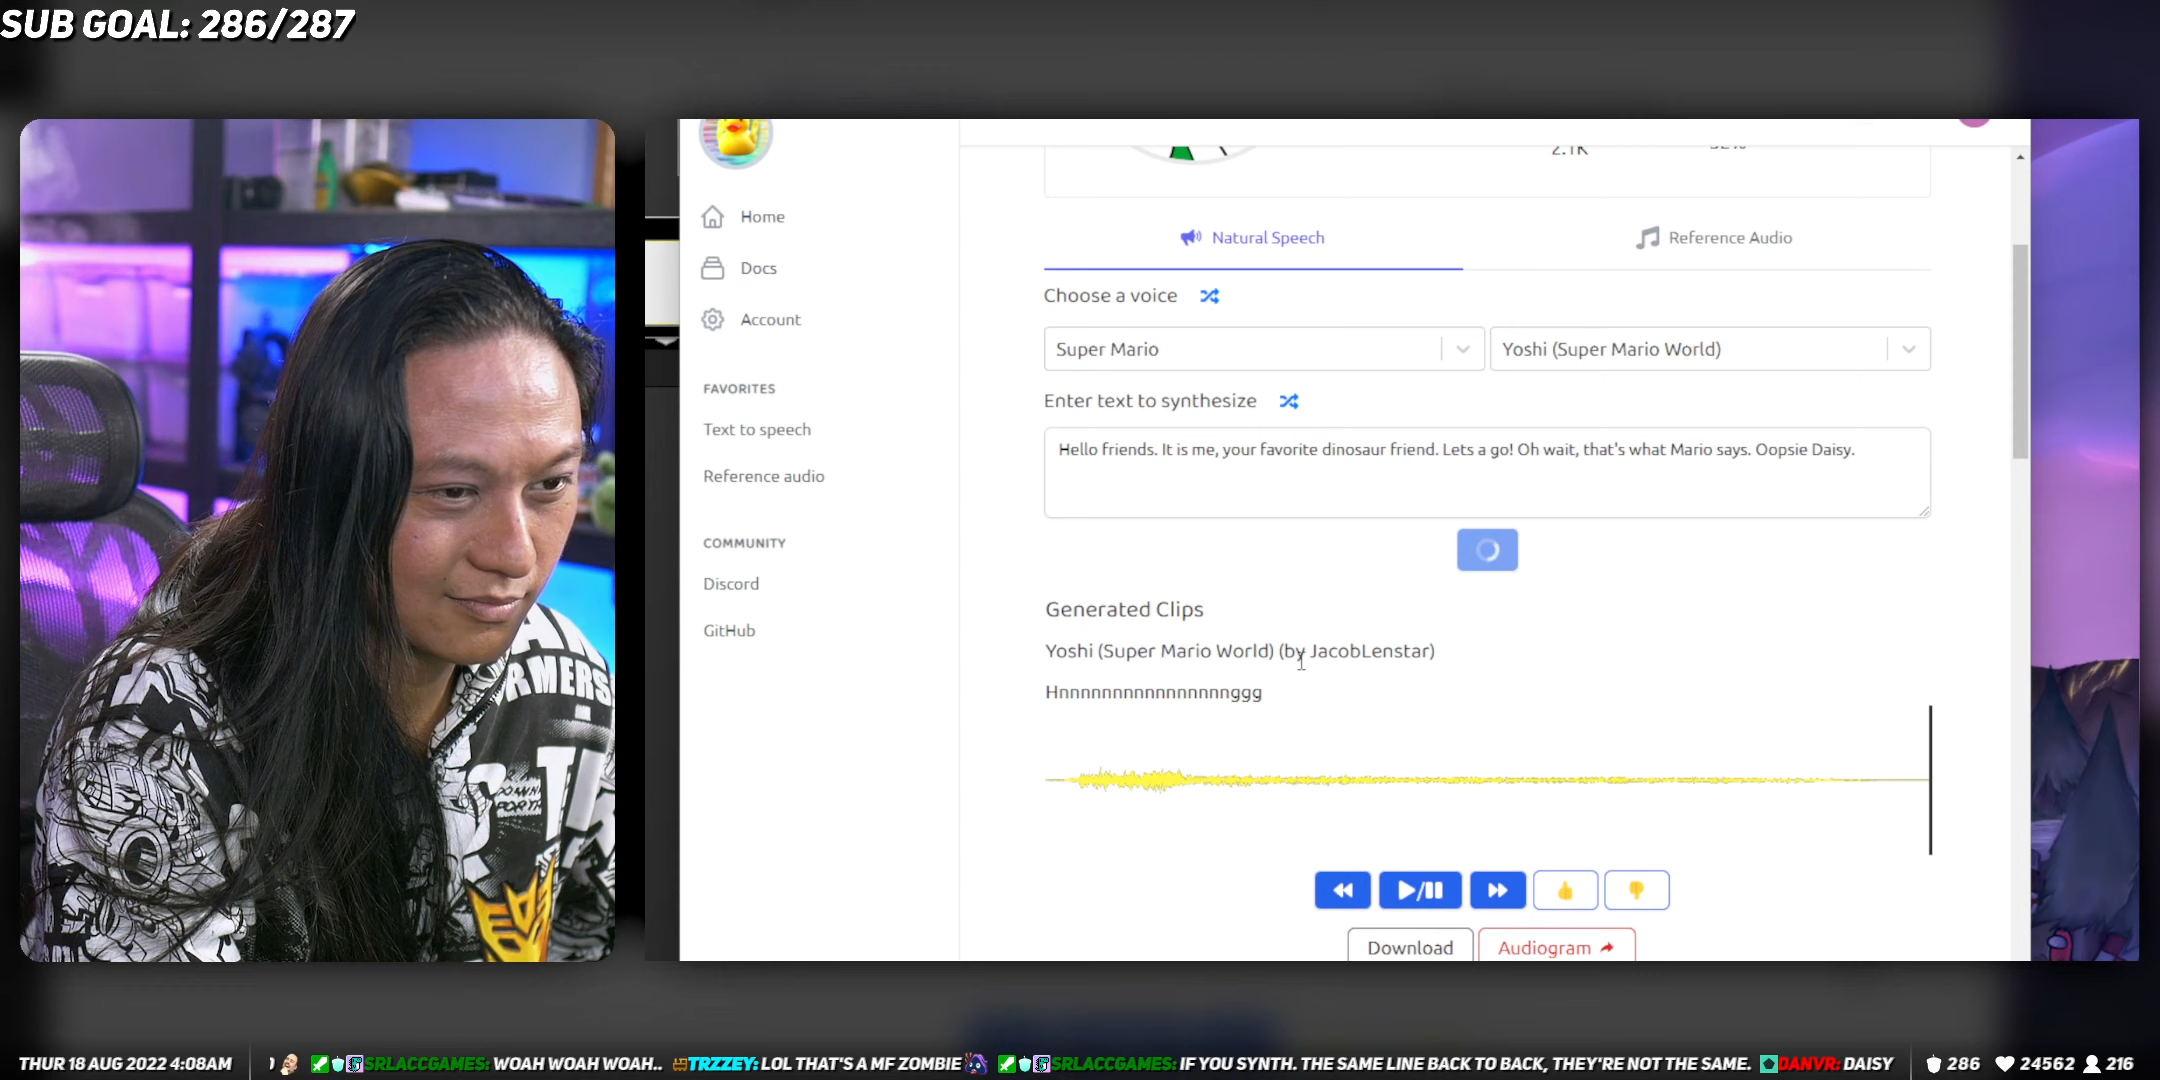 SUB GOAL: 286/287
2.1K
Home
Docs
Account
FAVORITES
Text to speech
Reference audio
COMMUNITY
Discord
GitHub
Natural Speech
Reference Audio
Choose a voice
Super Mario
Yoshi (Super Mario World)
Enter text to synthesize
Hello friends. It is me, your favorite dinosaur friend. Lets a go! Oh wait, that's what Mario says. Oopsie Daisy.
Generated Clips
Yoshi (Super Mario World) (by JacobLenstar)
Hnnnnnnnnnnnnnnnnggg
Download
Audiogram
THUR 18 AUG 2022 4:08AM
SRLACCGAMES: WOAH WOAH WOAH.. TRZZEY: LOL THAT'S A MF ZOMBIE SRLACCGAMES: IF YOU SYNTH. THE SAME LINE BACK TO BACK, THEY'RE NOT THE SAME. DANVR: DAISY
286 24562 216